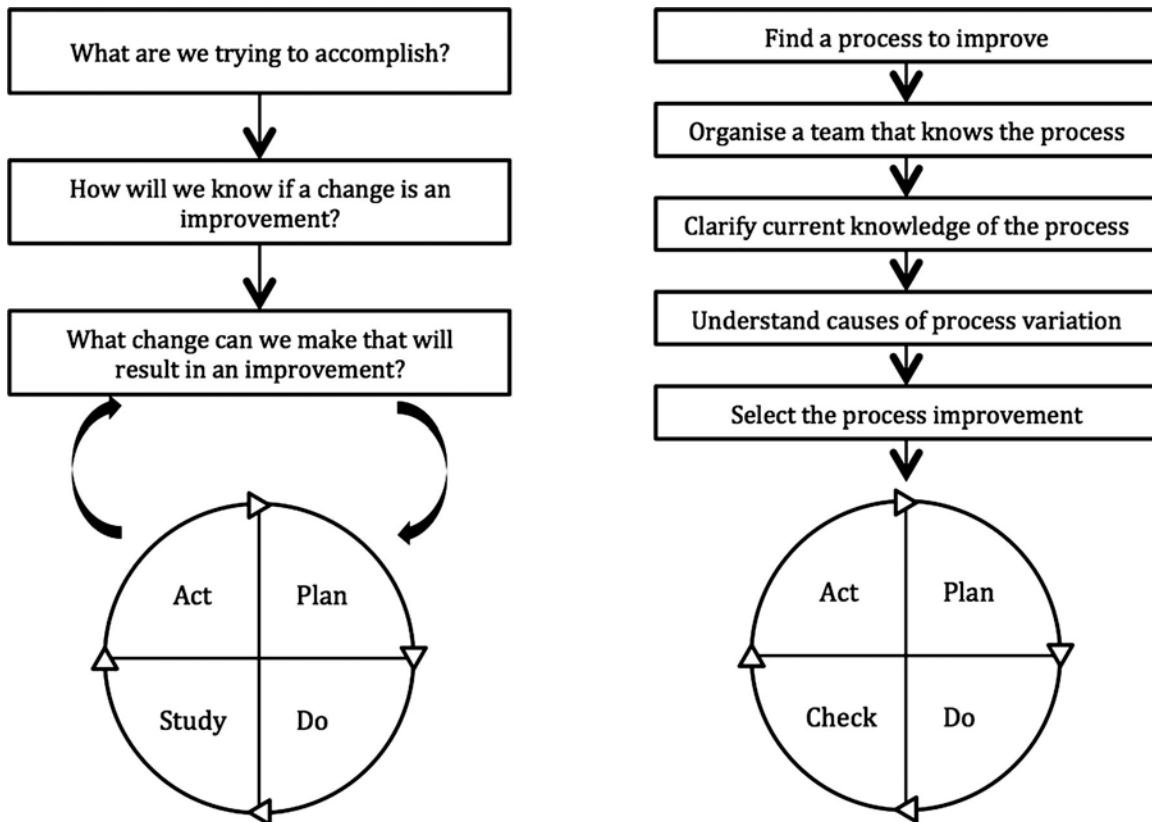 What are we trying to accomplish?
How will we know if a change is an
improvement?
What change can we make that will
result in an improvement?
Act
Plan
Study
Do
Find a process to improve
Organise a team that knows the process
Clarify current knowledge of the process
Understand causes of process variation
Select the process improvement
Act
Plan
Check
Do